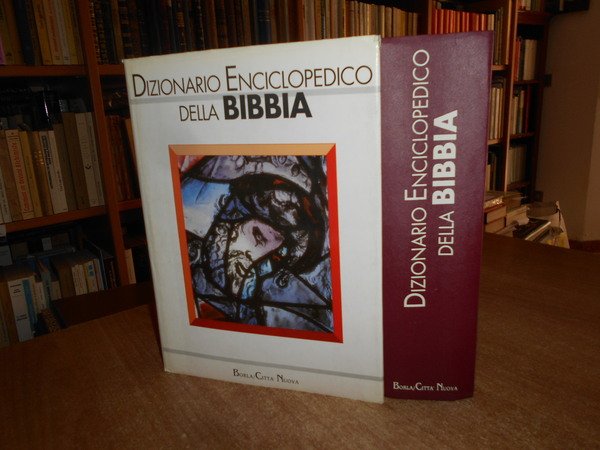 DIZIONARIO ENCICLOPEDICO
DELLA BIBBIA
BORLA/CITTÀ NUOVA
DIZIONARIO ENCICLOPEDICO
DELLA BIBBIA
BORLA/CITTÀ NUOVA